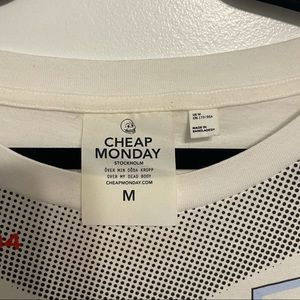 CHEAP
MONDAY
STOCKHOLM
ÖVER MIN DÖDA KROPP
OVER MY DEAD BODY
CHEAPMONDAY.COM
M
MADE IN
BANGLADESH